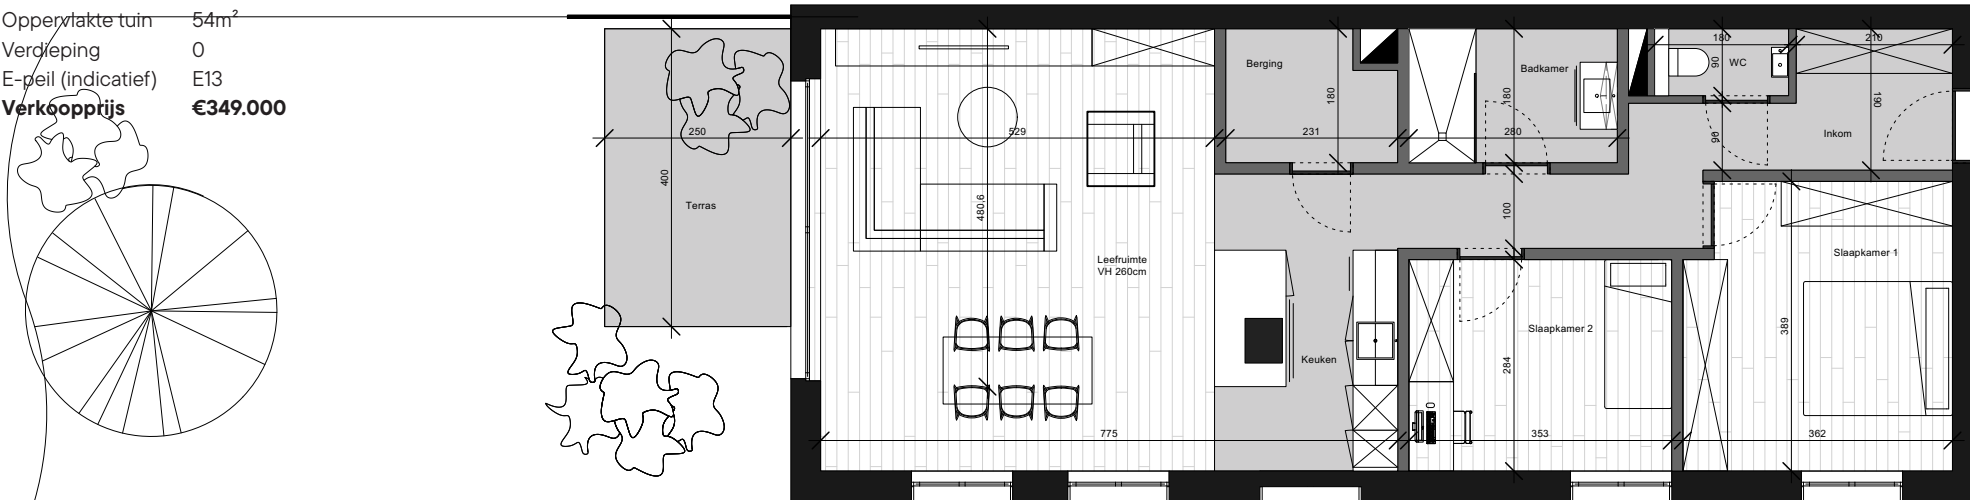 Oppervlakte tuin 54m²
Verdieping 0
E-peil (indicatief) E13
Verkoopprijs €349.000
250
400
Terras
529
480,6
Leefruimte
VH 260cm
775
Berging
180
231
Badkamer
180
280
180
90
WC
210
190
90
Inkom
100
Keuken
Slaapkamer 2
284
353
Slaapkamer 1
389
362